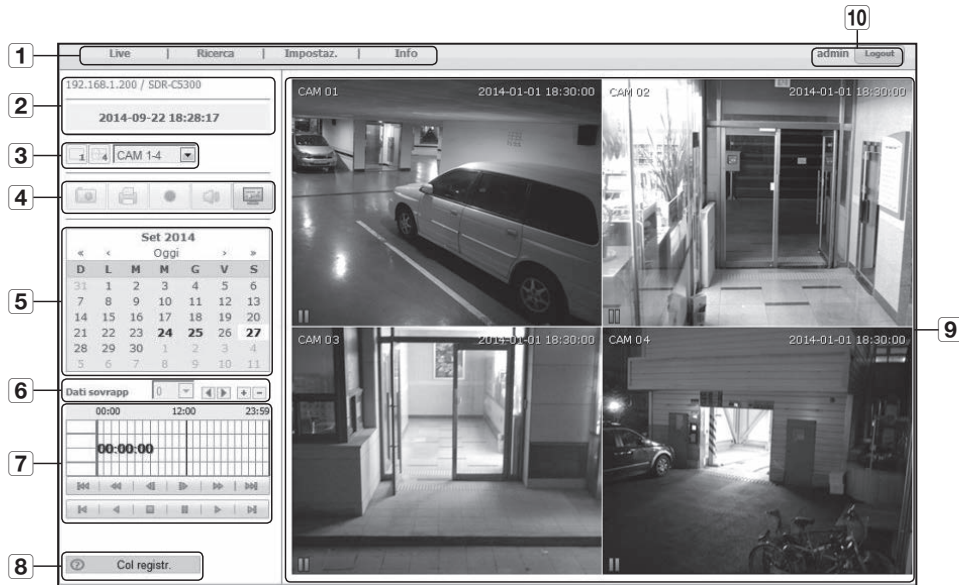 10
1
Live | Ricerca | Impostaz. | Info
admin Logout
2
192.168.1.200 / SDR-C5300
2014-09-22 18:28:17
3
1 4 CAM 1-4
4
5
Set 2014
« ‹ Oggi › »
D L M M G V S
31 1 2 3 4 5 6
7 8 9 10 11 12 13
14 15 16 17 18 19 20
21 22 23 24 25 26 27
28 29 30 1 2 3 4
5 6 7 8 9 10 11
6
Dati sovrapp 0
7
00:00 12:00 23:59
00:00:00
8
Col registr.
CAM 01 2014-01-01 18:30:00
CAM 02 2014-01-01 18:30:00
CAM 03 2014-01-01 18:30:00
CAM 04 2014-01-01 18:30:00
9